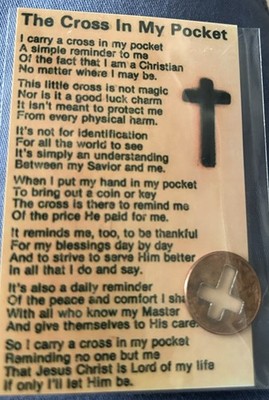 The Cross In My Pocket
I carry a cross in my pocket
A simple reminder to me
Of the fact that I am a Christian
No matter where I may be.
This little cross is not magic
Nor is it a good luck charm
It isn't meant to protect me
From every physical harm.
It's not for identification
For all the world to see
It's simply an understanding
Between my Savior and me.
When I put my hand in my pocket
To bring out a coin or key
The cross is there to remind me
Of the price He paid for me.
It reminds me, too, to be thankful
For my blessings day by day
And to strive to serve Him better
In all that I do and say.
It's also a daily reminder
Of the peace and comfort I sha
With all who know my Master
And give themselves to His care.
So I carry a cross in my pocket
Reminding no one but me
That Jesus Christ is Lord of my life
If only I'll let Him be.